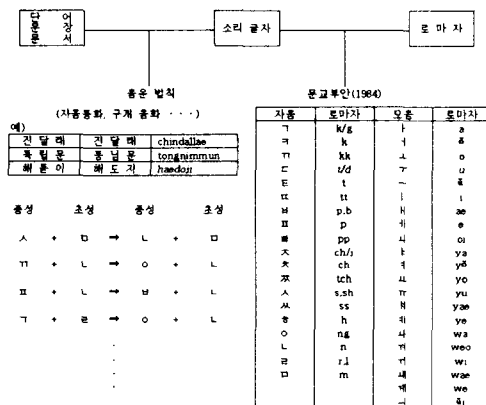 단 어
문 장
문 서
소리 글자
로 마 자
음운 법칙
문교부안(1984)
(자음동화, 구개 음화 · · ·)
예)
진 달 래 진 달 래 chindallae
독 립 문 동 님 문 tongnimmun
해 돋 이 해 도 지 haedoji
종성 초성 종성 초성
ㅅ + ㅁ ⇒ ㄴ + ㅁ
ㄲ + ㄴ ⇒ ㅇ + ㄴ
ㅍ + ㄴ ⇒ ㅂ + ㄴ
ㄱ + ㄹ ⇒ ㅇ + ㄴ
자음 로마자 모음 로마자
ㄱ k/g ㅏ a
ㅋ k ㅓ ŏ
ㄲ kk ㅗ o
ㄷ t/d ㅜ u
ㅌ t ㅡ ŭ
ㄸ tt ㅣ i
ㅂ p.b ㅐ ae
ㅍ p ㅔ e
ㅃ pp ㅚ oi
ㅈ ch/j ㅑ ya
ㅊ ch ㅕ yŏ
ㅉ tch ㅛ yo
ㅅ s.sh ㅠ yu
ㅆ ss ㅒ yae
ㅎ h ㅖ ye
ㅇ ng ㅘ wa
ㄴ n ㅝ weo
ㄹ r.l ㅟ wi
ㅁ m ㅙ wae
ㅞ we
ㅢ ŭi